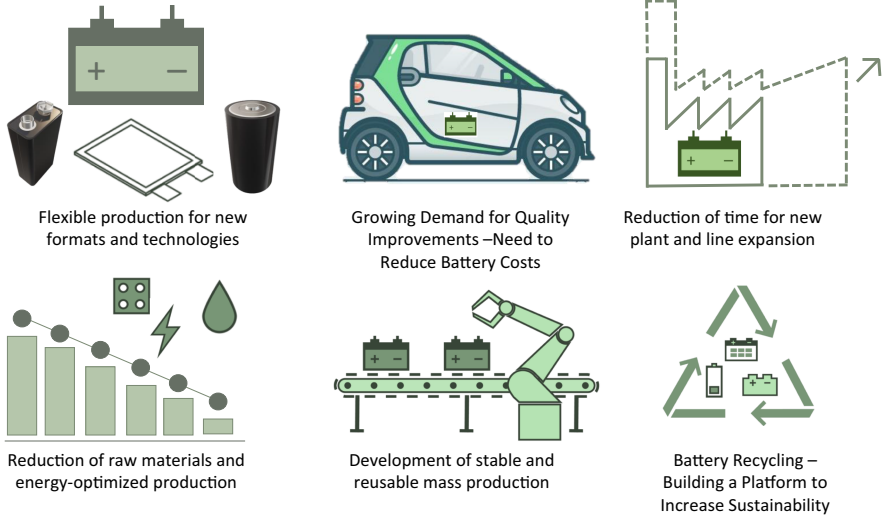 Flexible production for new
formats and technologies
Growing Demand for Quality
Improvements –Need to
Reduce Battery Costs
Reduction of time for new
plant and line expansion
Reduction of raw materials and
energy-optimized production
Development of stable and
reusable mass production
Battery Recycling –
Building a Platform to
Increase Sustainability